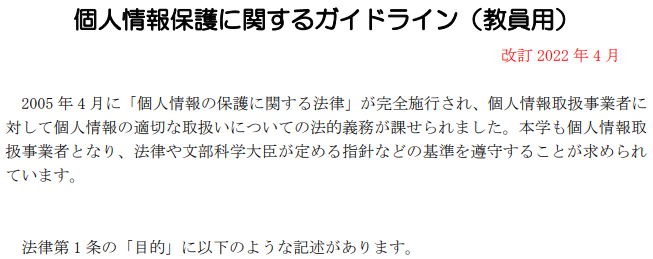 個人情報保護に関するガイドライン（教員用）
改訂 2022 年 4 月
2005 年 4 月に「個人情報の保護に関する法律」が完全施行され、個人情報取扱事業者に
対して個人情報の適切な取扱いについての法的義務が課せられました。本学も個人情報取
扱事業者となり、法律や文部科学大臣が定める指針などの基準を遵守することが求められ
ています。
法律第 1 条の「目的」に以下のような記述があります。